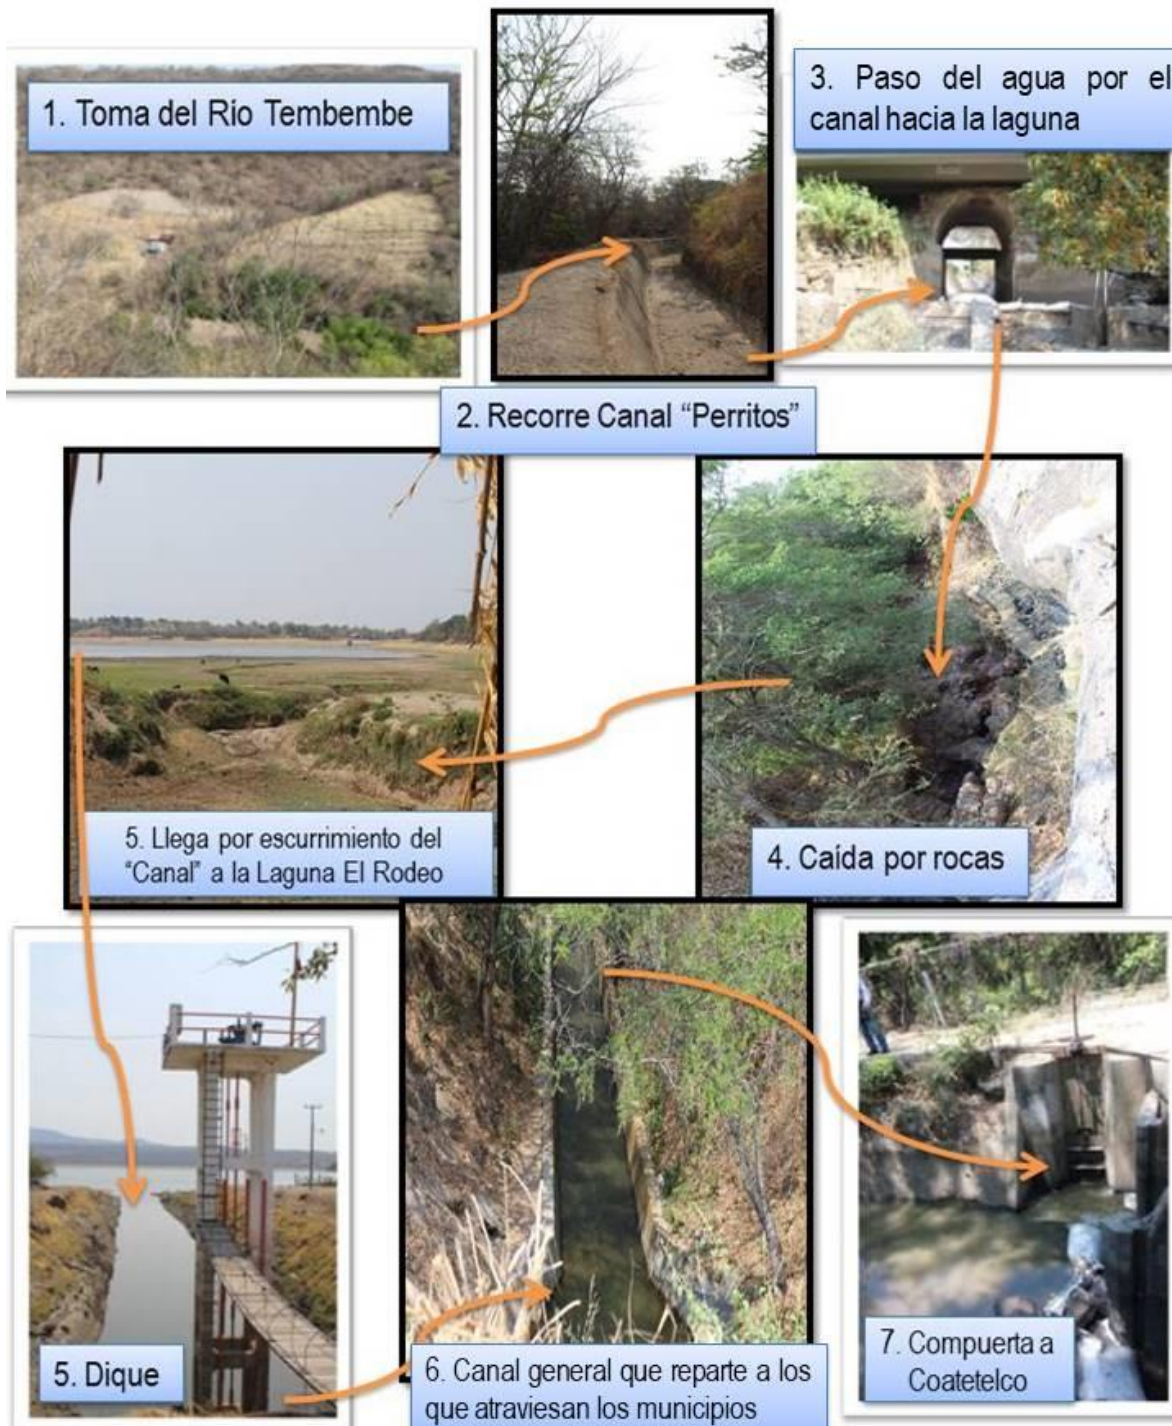 1. Toma del Río Tembembe
3. Paso del agua por el
canal hacia la laguna
2. Recorre Canal “Perritos”
5. Llega por escurrimiento del
“Canal” a la Laguna El Rodeo
4. Caída por rocas
5. Dique
6. Canal general que reparte a los
que atraviesan los municipios
7. Compuerta a
Coatetelco